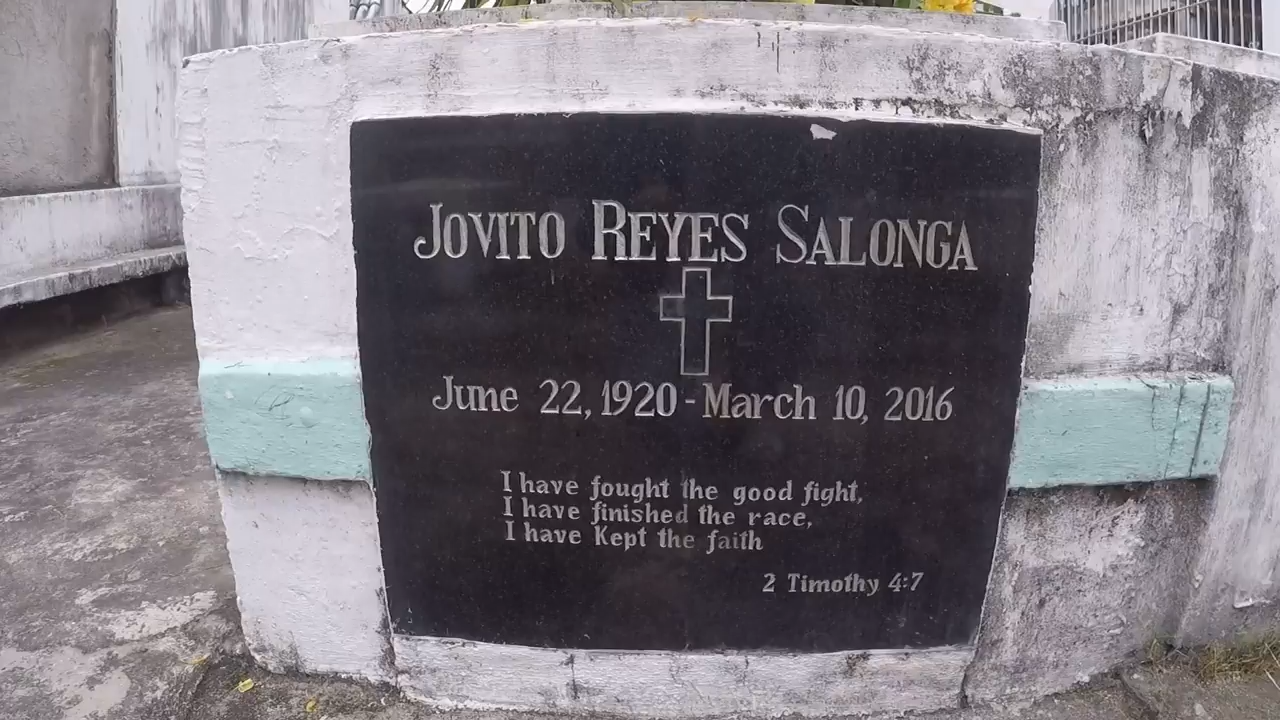 Jovito Reyes Salonga
June 22, 1920 - March 10, 2016
I have fought the good fight,
I have finished the race,
I have Kept the faith
2 Timothy 4:7